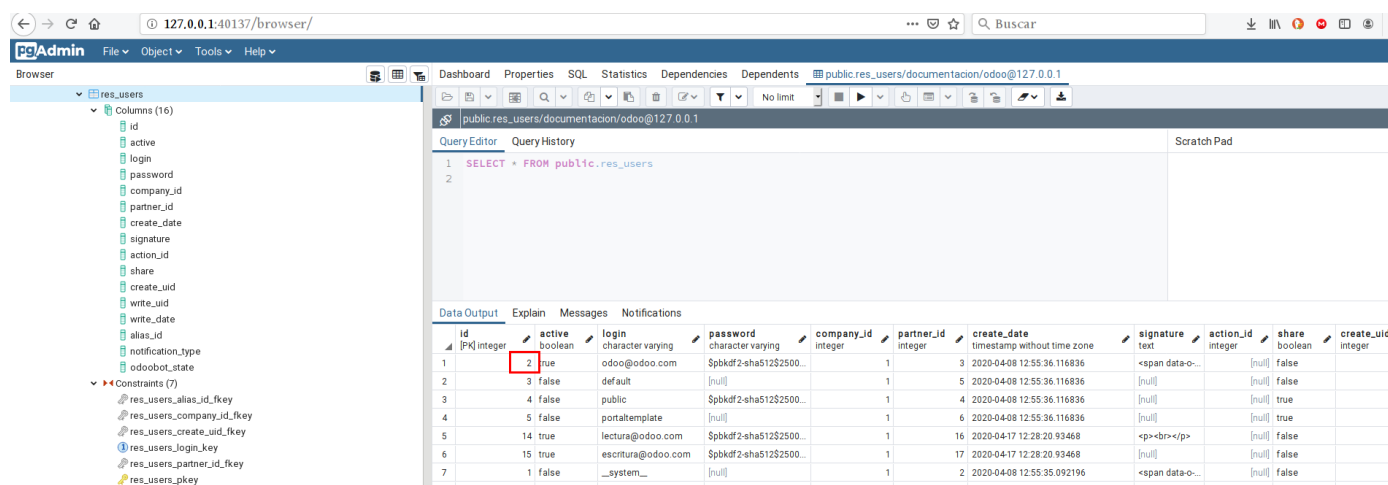 127.0.0.1:40137/browser/ Buscar
pgAdmin File Object Tools Help
Browser Dashboard Properties SQL Statistics Dependencies Dependents public.res_users/documentacion/odoo@127.0.0.1
res_users
Columns (16)
id
active
login
password
company_id
partner_id
create_date
signature
action_id
share
create_uid
write_uid
write_date
alias_id
notification_type
odoobot_state
Constraints (7)
res_users_alias_id_fkey
res_users_company_id_fkey
res_users_create_uid_fkey
res_users_login_key
res_users_partner_id_fkey
res_users_pkey
No limit
public.res_users/documentacion/odoo@127.0.0.1
Query Editor Query History Scratch Pad
1 SELECT * FROM public.res_users
2
Data Output Explain Messages Notifications
id active login password company_id partner_id create_date signature action_id share create_uid
[PK] integer boolean character varying character varying integer integer timestamp without time zone text integer boolean integer
1 2 true odoo@odoo.com $pbkdf2-sha512$2500... 1 3 2020-04-08 12:55:36.116836 <span data-o-... [null] false
2 3 false default [null] 1 5 2020-04-08 12:55:36.116836 [null] [null] false
3 4 false public $pbkdf2-sha512$2500... 1 4 2020-04-08 12:55:36.116836 [null] [null] true
4 5 false portaltemplate [null] 1 6 2020-04-08 12:55:36.116836 [null] [null] true
5 14 true lectura@odoo.com $pbkdf2-sha512$2500... 1 16 2020-04-17 12:28:20.93468 <p><br></p> [null] false
6 15 true escritura@odoo.com $pbkdf2-sha512$2500... 1 17 2020-04-17 12:28:20.93468 [null] [null] false
7 1 false __system__ [null] 1 2 2020-04-08 12:55:35.092196 <span data-o-... [null] false